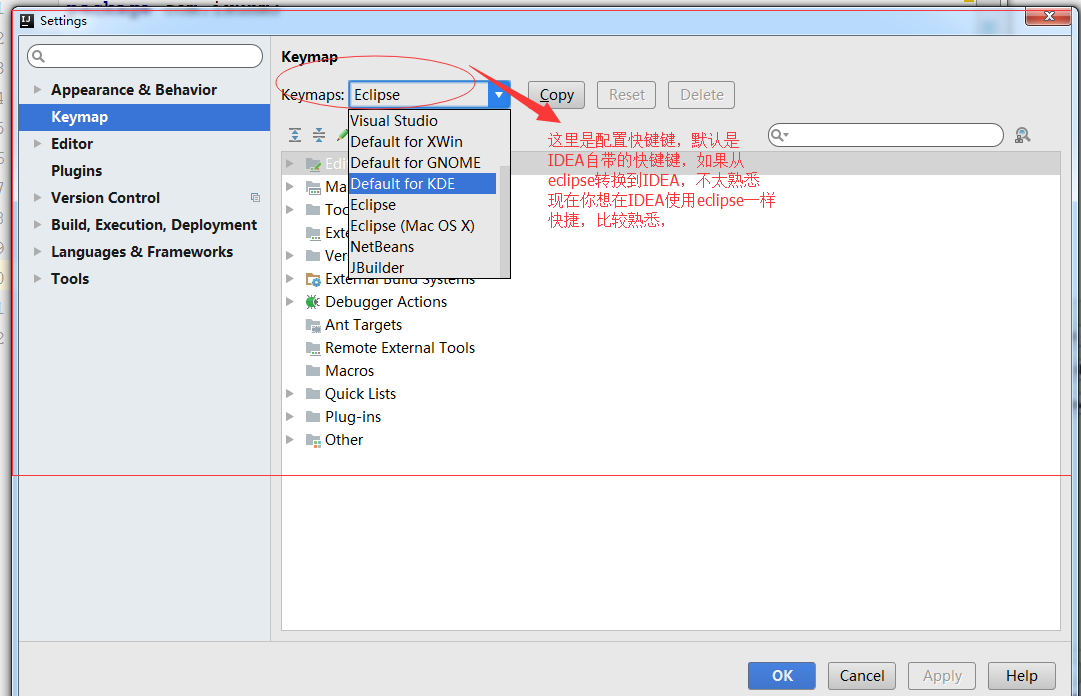 Settings
Keymap
Appearance & Behavior
Keymap
Editor
Plugins
Version Control
Build, Execution, Deployment
Languages & Frameworks
Tools
Keymaps: Eclipse
Copy
Reset
Delete
Visual Studio
Default for XWin
Default for GNOME
Default for KDE
Eclipse
Eclipse (Mac OS X)
NetBeans
JBuilder
这里是配置快键键，默认是
IDEA自带的快键键，如果从
eclipse转换到IDEA，不太熟悉
现在你想在IDEA使用eclipse一样
快捷，比较熟悉，
External Build Systems
Debugger Actions
Ant Targets
Remote External Tools
Macros
Quick Lists
Plug-ins
Other
OK
Cancel
Apply
Help